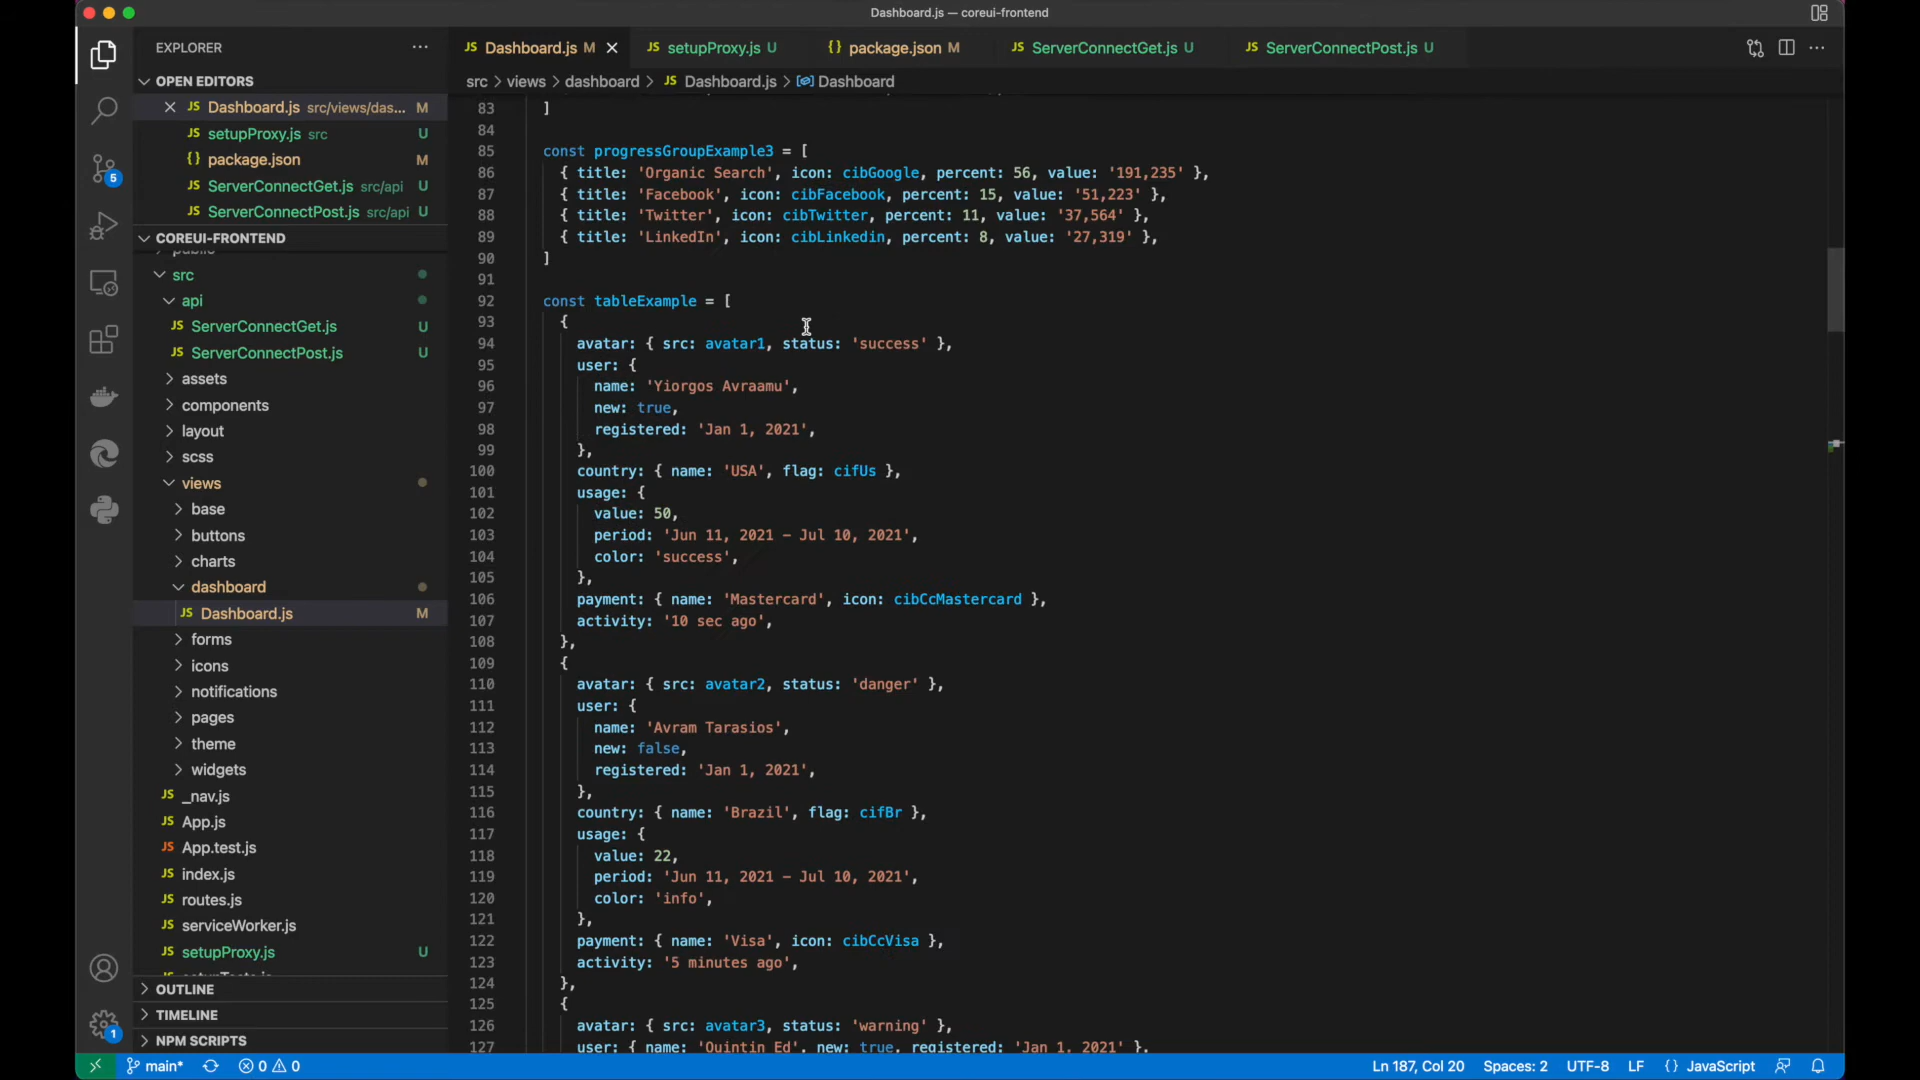 Dashboard.js — coreui-frontend
EXPLORER
OPEN EDITORS
JS Dashboard.js src/views/das... M
JS setupProxy.js src U
{} package.json M
JS ServerConnectGet.js src/api U
JS ServerConnectPost.js src/api U
COREUI-FRONTEND
public
src
api
JS ServerConnectGet.js U
JS ServerConnectPost.js U
assets
components
layout
scss
views
base
buttons
charts
dashboard
JS Dashboard.js M
forms
icons
notifications
pages
theme
widgets
JS _nav.js
JS App.js
JS App.test.js
JS index.js
JS routes.js
JS serviceWorker.js
JS setupProxy.js U
JS setupTests.js
OUTLINE
TIMELINE
NPM SCRIPTS
5
1
JS Dashboard.js M JS setupProxy.js U {} package.json M JS ServerConnectGet.js U JS ServerConnectPost.js U
src > views > dashboard > JS Dashboard.js > Dashboard
83 ]
84
85 const progressGroupExample3 = [
86 { title: 'Organic Search', icon: cibGoogle, percent: 56, value: '191,235' },
87 { title: 'Facebook', icon: cibFacebook, percent: 15, value: '51,223' },
88 { title: 'Twitter', icon: cibTwitter, percent: 11, value: '37,564' },
89 { title: 'LinkedIn', icon: cibLinkedin, percent: 8, value: '27,319' },
90 ]
91
92 const tableExample = [
93 {
94 avatar: { src: avatar1, status: 'success' },
95 user: {
96 name: 'Yiorgos Avraamu',
97 new: true,
98 registered: 'Jan 1, 2021',
99 },
100 country: { name: 'USA', flag: cifUs },
101 usage: {
102 value: 50,
103 period: 'Jun 11, 2021 - Jul 10, 2021',
104 color: 'success',
105 },
106 payment: { name: 'Mastercard', icon: cibCcMastercard },
107 activity: '10 sec ago',
108 },
109 {
110 avatar: { src: avatar2, status: 'danger' },
111 user: {
112 name: 'Avram Tarasios',
113 new: false,
114 registered: 'Jan 1, 2021',
115 },
116 country: { name: 'Brazil', flag: cifBr },
117 usage: {
118 value: 22,
119 period: 'Jun 11, 2021 - Jul 10, 2021',
120 color: 'info',
121 },
122 payment: { name: 'Visa', icon: cibCcVisa },
123 activity: '5 minutes ago',
124 },
125 {
126 avatar: { src: avatar3, status: 'warning' },
127 user: { name: 'Quintin Ed', new: true, registered: 'Jan 1, 2021' },
main* 0 0 Ln 187, Col 20 Spaces: 2 UTF-8 LF {} JavaScript